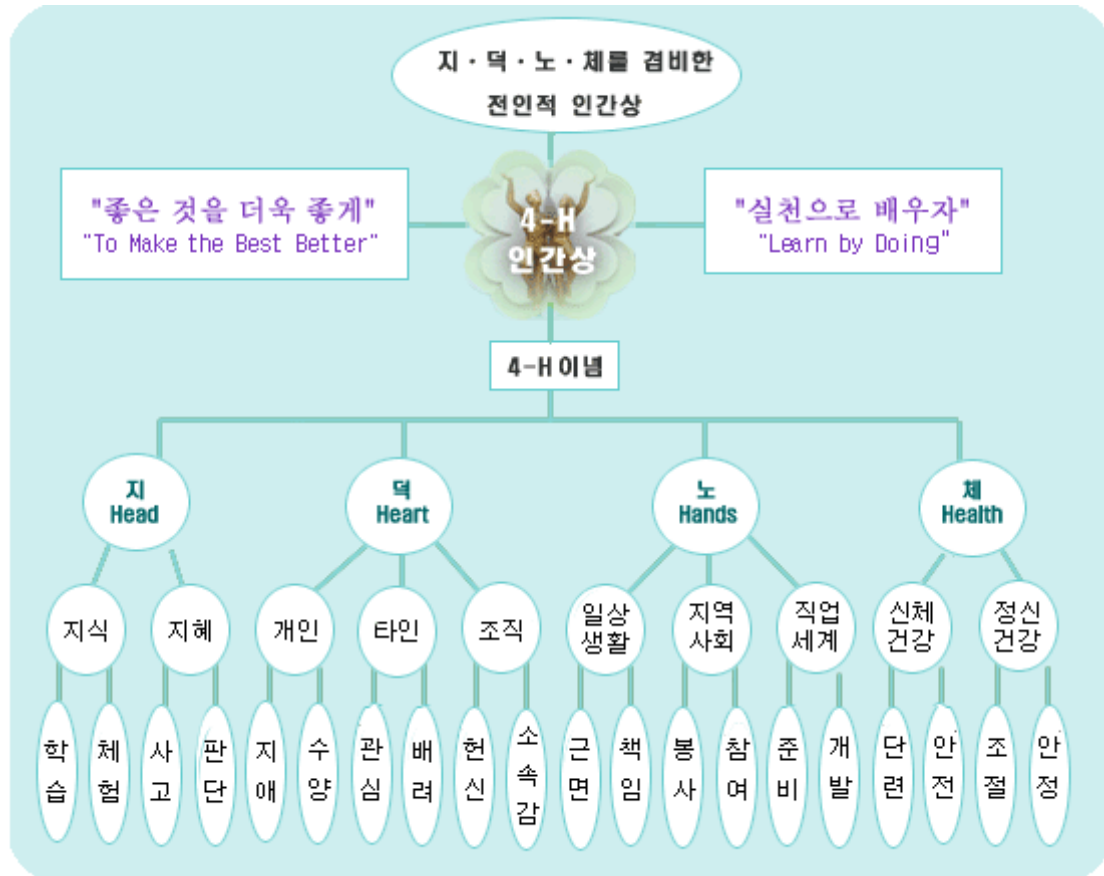 지·덕·노·체를 겸비한
전인적 인간상
"좋은 것을 더욱 좋게"
"To Make the Best Better"
4-H
인간상
"실천으로 배우자"
"Learn by Doing"
4-H이념
지
Head
덕
Heart
노
Hands
체
Health
지식
지혜
개인
타인
조직
일상
생활
지역
사회
직업
세계
신체
건강
정신
건강
학습
체험
사고
판단
지애
수양
관심
배려
헌신
소속감
근면
책임
봉사
참여
준비
개발
단련
안전
조절
안정